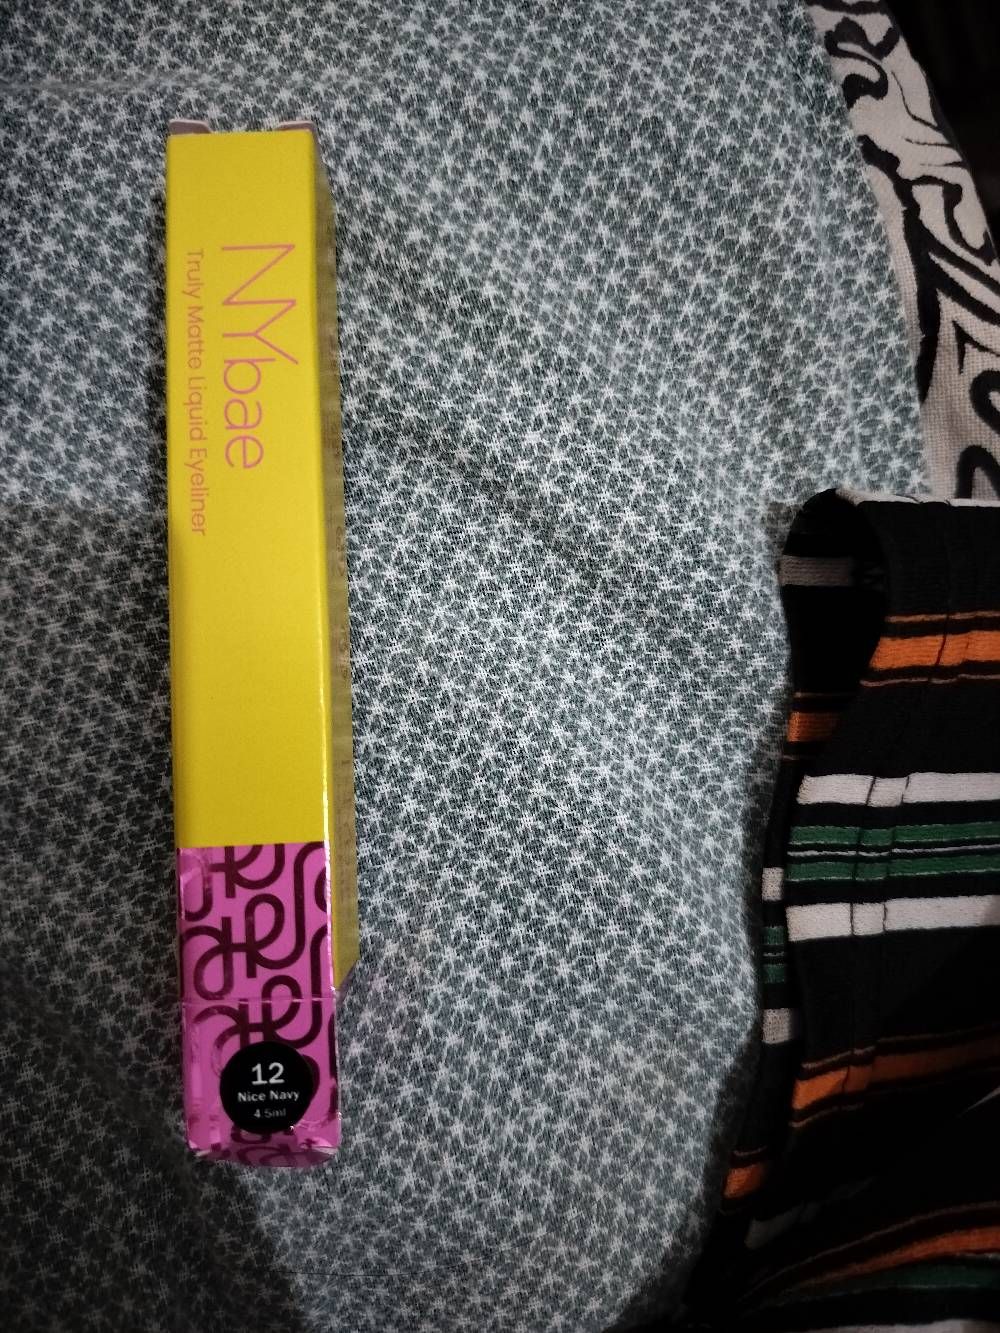 NYbae
Truly Matte Liquid Eyeliner
12
Nice Navy
4.5ml